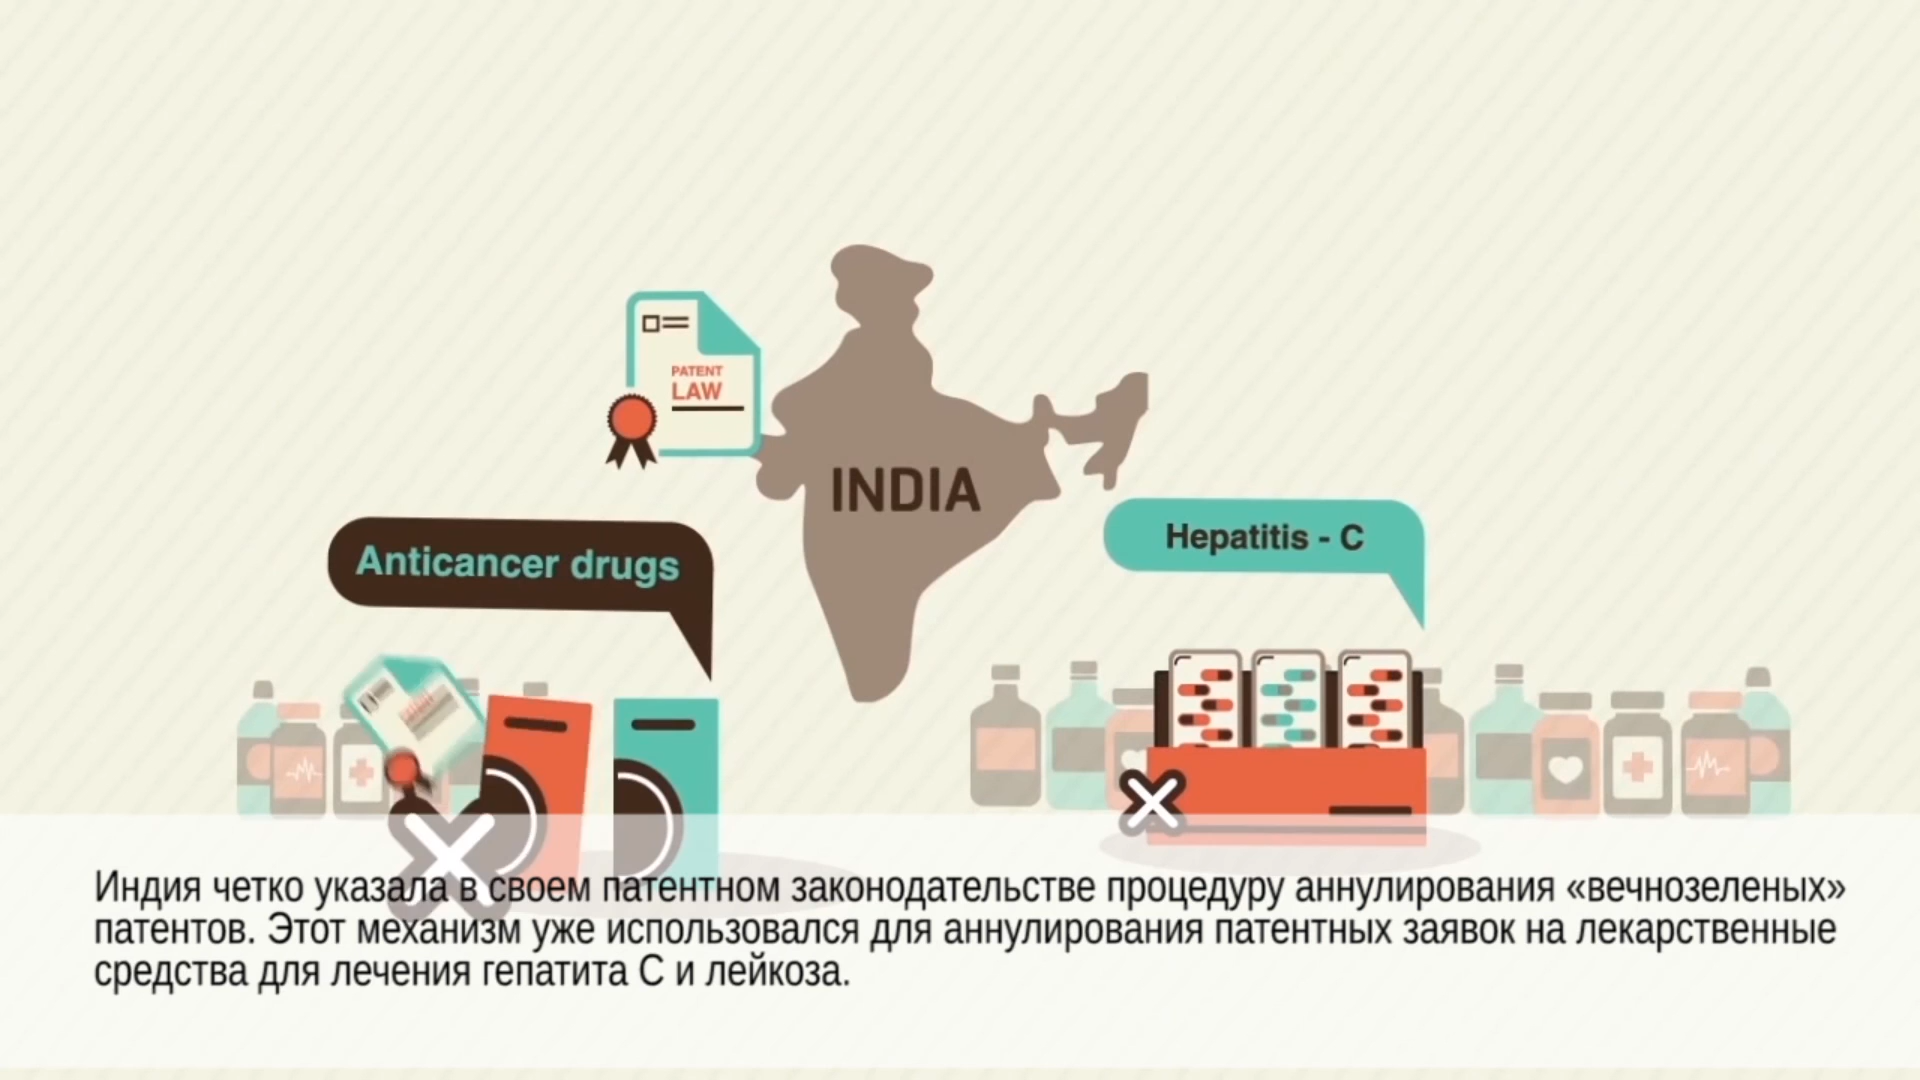 PATENT
LAW
INDIA
Anticancer drugs
Hepatitis - C
Индия четко указала в своем патентном законодательстве процедуру аннулирования «вечнозеленых»
патентов. Этот механизм уже использовался для аннулирования патентных заявок на лекарственные
средства для лечения гепатита С и лейкоза.